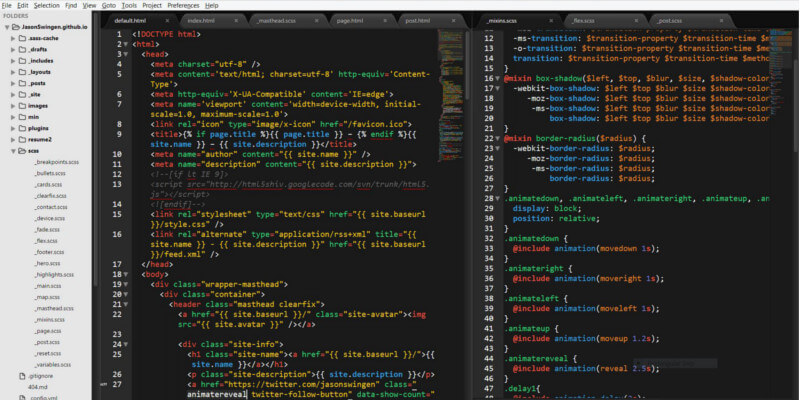 File Edit Selection Find View Goto Tools Project Preferences Help
FOLDERS
JasonSwingen.github.io
.sass-cache
_drafts
_includes
_layouts
_posts
_site
images
min
plugins
resume2
scss
_breakpoints.scss
_bullets.scss
_cards.scss
_clearfix.scss
_contact.scss
_device.scss
_fade.scss
_flex.scss
_footer.scss
_hero.scss
_highlights.scss
_main.scss
_map.scss
_masthead.scss
_mixins.scss
_page.scss
_post.scss
_reset.scss
_variables.scss
.gitignore
404.md
_config.yml
default.html index.html _masthead.scss page.html post.html
1 <!DOCTYPE html>
2 <html>
3 <head>
4 <meta charset="utf-8" />
5 <meta content='text/html; charset=utf-8' http-equiv='Content-
Type'>
6 <meta http-equiv='X-UA-Compatible' content='IE=edge'>
7 <meta name='viewport' content='width=device-width, initial-
scale=1.0, maximum-scale=1.0'>
8 <link rel="icon" type="image/x-icon" href="/favicon.ico">
9 <title>{% if page.title %}{{ page.title }} – {% endif %}{{
site.name }} – {{ site.description }}</title>
10 <meta name="author" content="{{ site.name }}" />
11 <meta name="description" content="{{ site.description }}">
12 <!--[if lt IE 9]>
13 <script src="http://html5shiv.googlecode.com/svn/trunk/html5.
js"></script>
14 <![endif]-->
15 <link rel="stylesheet" type="text/css" href="{{ site.baseurl
}}/style.css" />
16 <link rel="alternate" type="application/rss+xml" title="{{
site.name }} - {{ site.description }}" href="{{ site.baseurl
}}/feed.xml" />
17 </head>
18 <body>
19 <div class="wrapper-masthead">
20 <div class="container">
21 <header class="masthead clearfix">
22 <a href="{{ site.baseurl }}/" class="site-avatar"><img
src="{{ site.avatar }}" /></a>
23
24 <div class="site-info">
25 <h1 class="site-name"><a href="{{ site.baseurl }}/">{{
site.name }}</a></h1>
26 <p class="site-description">{{ site.description }}</p>
27 <a href="https://twitter.com/jasonswingen" class="
animatereveal twitter-follow-button" data-show-count="
_mixins.scss _flex.scss _post.scss
-ms-transition: $transition-property $transition-time $me
13 -o-transition: $transition-property $transition-time $met
14 transition: $transition-property $transition-time $method
15 }
16 @mixin box-shadow($left, $top, $blur, $size, $shadow-color
17 -webkit-box-shadow: $left $top $blur $size $shadow-color
18 -moz-box-shadow: $left $top $blur $size $shadow-color
19 -ms-box-shadow: $left $top $blur $size $shadow-color
20 box-shadow: $left $top $blur $size $shadow-color
21 }
22 @mixin border-radius($radius) {
23 -webkit-border-radius: $radius;
24 -moz-border-radius: $radius;
25 -ms-border-radius: $radius;
26 border-radius: $radius;
27 }
28 .animatedown, .animateleft, .animateright, .animateup, .an
29 display: block;
30 position: relative;
31 }
32 .animatedown {
33 @include animation(movedown 1s);
34 }
35 .animateright {
36 @include animation(moveright 1s);
37 }
38 .animateleft {
39 @include animation(moveleft 1s);
40 }
41 .animateup {
42 @include animation(moveup 1.2s);
43 }
44 .animatereveal {
45 @include animation(reveal 2.5s);
46 }
47 .delay1{